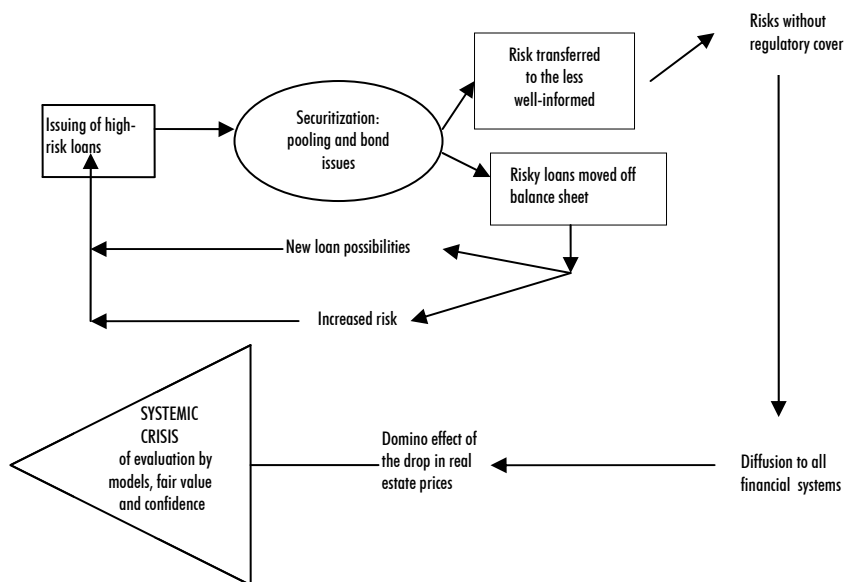 Risks without
regulatory cover
Risk transferred
to the less
well-informed
Issuing of high-
risk loans
Securitization:
pooling and bond
issues
Risky loans moved off
balance sheet
New loan possibilities
Increased risk
SYSTEMIC
CRISIS
of evaluation by
models, fair value
and confidence
Domino effect of
the drop in real
estate prices
Diffusion to all
financial systems